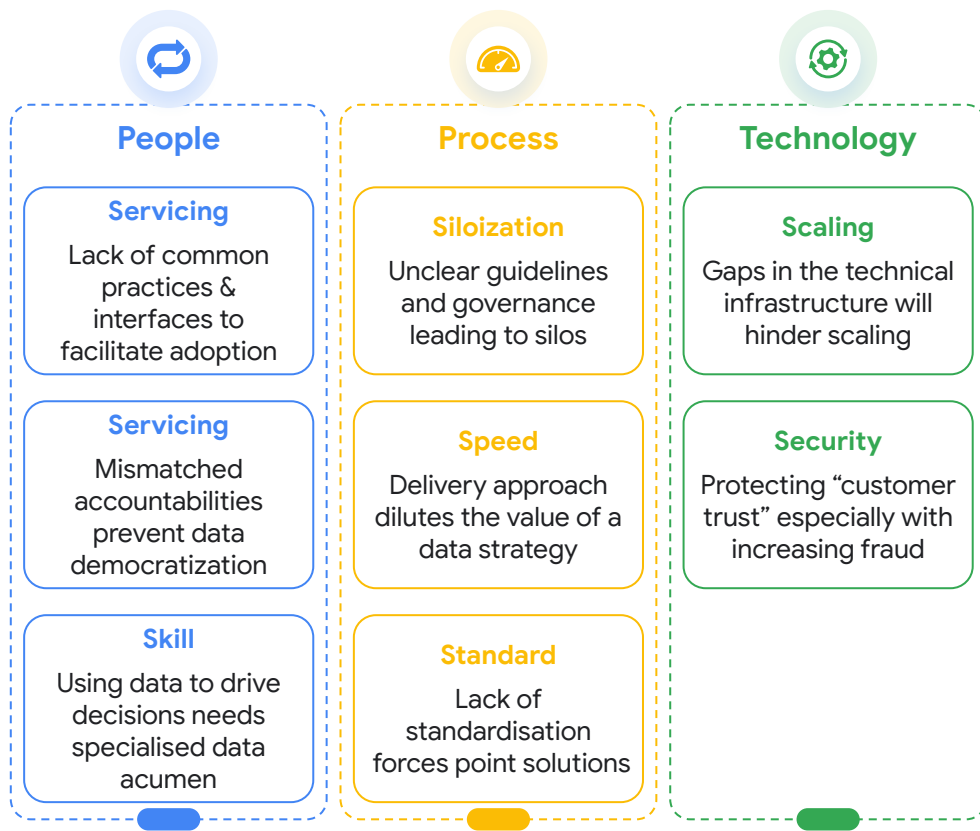 People
Servicing
Lack of common
practices &
interfaces to
facilitate adoption
Servicing
Mismatched
accountabilities
prevent data
democratization
Skill
Using data to drive
decisions needs
specialised data
acumen
Process
Siloization
Unclear guidelines
and governance
leading to silos
Speed
Delivery approach
dilutes the value of a
data strategy
Standard
Lack of
standardisation
forces point solutions
Technology
Scaling
Gaps in the technical
infrastructure will
hinder scaling
Security
Protecting “customer
trust” especially with
increasing fraud